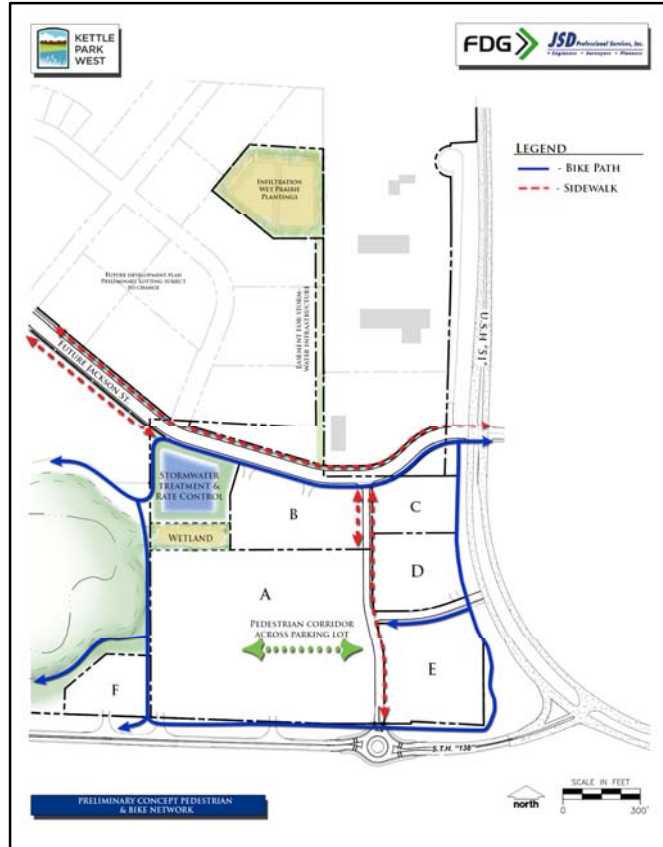 KETTLE
PARK
WEST
FDG
JSD Professional Services, Inc.
• Engineers • Surveyors • Planners
LEGEND
- BIKE PATH
- SIDEWALK
INFILTRATION
WET PRAIRIE
PLANTINGS
FUTURE DEVELOPMENT PLAN
PRELIMINARY LOTTING SUBJECT
TO CHANGE
EASEMENT FOR STORM-
WATER INFRASTRUCTURE
U.S.H "51"
FUTURE JACKSON ST.
STORMWATER
TREATMENT &
RATE CONTROL
WETLAND
B
C
D
A
PEDESTRIAN CORRIDOR
ACROSS PARKING LOT
E
F
S.T.H. "138"
PRELIMINARY CONCEPT PEDESTRIAN
& BIKE NETWORK
north
SCALE IN FEET
0 300'